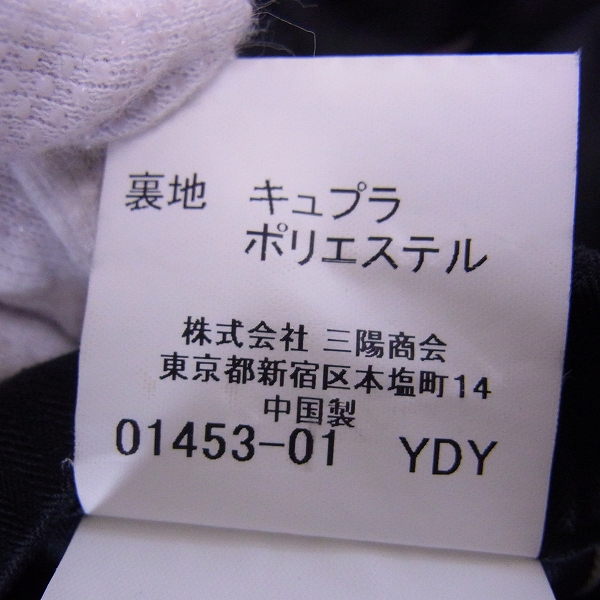 裏地 キュプラ
ポリエステル
株式会社 三陽商会
東京都新宿区本塩町14
中国製
01453-01 YDY